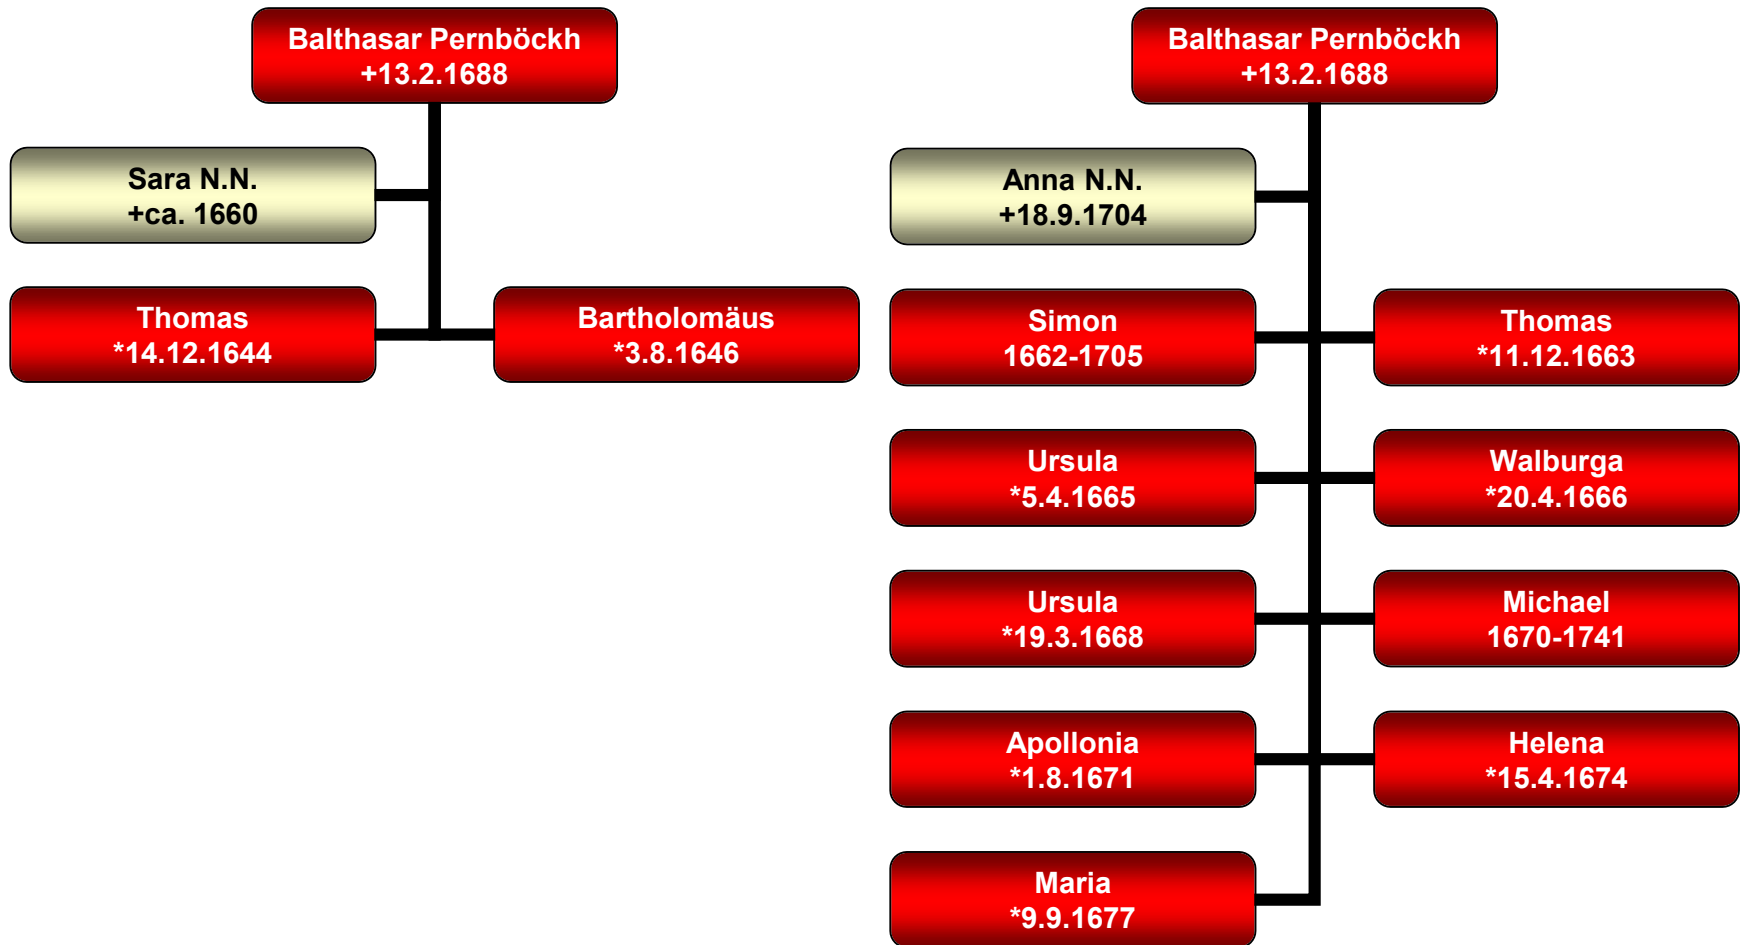 Balthasar Pernböckh
+13.2.1688
Sara N.N.
+ca. 1660
Thomas
*14.12.1644
Bartholomäus
*3.8.1646
Balthasar Pernböckh
+13.2.1688
Anna N.N.
+18.9.1704
Simon
1662-1705
Thomas
*11.12.1663
Ursula
*5.4.1665
Walburga
*20.4.1666
Ursula
*19.3.1668
Michael
1670-1741
Apollonia
*1.8.1671
Helena
*15.4.1674
Maria
*9.9.1677